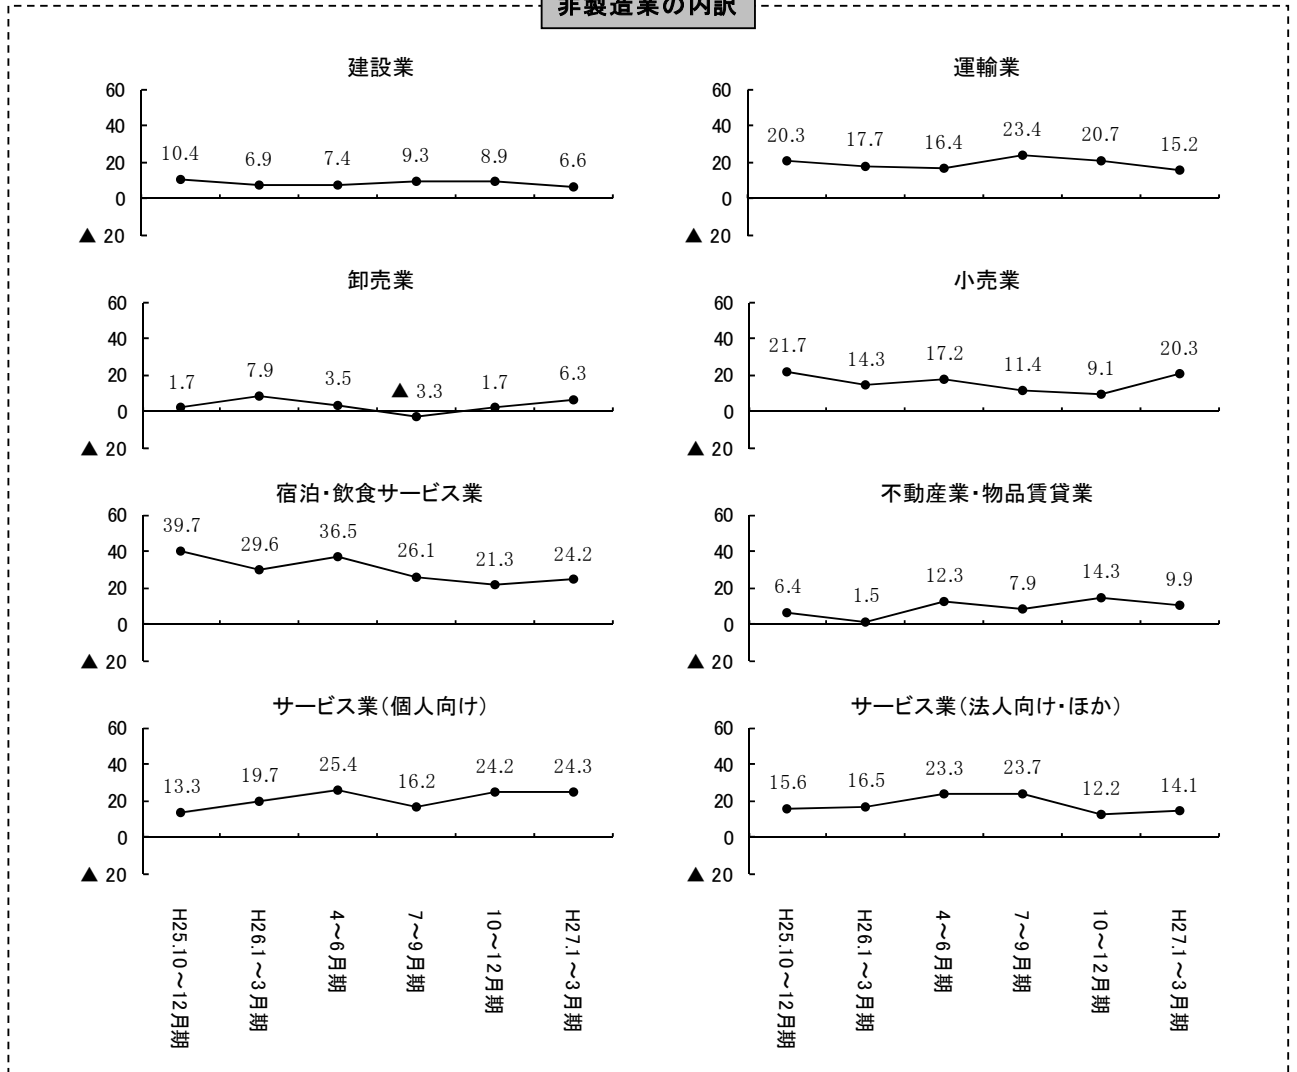 非製造業の内訳
建設業
60
40
20
0
▲ 20
10.4 6.9 7.4 9.3 8.9 6.6
運輸業
60
40
20
0
▲ 20
20.3 17.7 16.4 23.4 20.7 15.2
卸売業
60
40
20
0
▲ 20
1.7 7.9 3.5 ▲ 3.3 1.7 6.3
小売業
60
40
20
0
▲ 20
21.7 14.3 17.2 11.4 9.1 20.3
宿泊・飲食サービス業
60
40
20
0
▲ 20
39.7 29.6 36.5 26.1 21.3 24.2
不動産業・物品賃貸業
60
40
20
0
▲ 20
6.4 1.5 12.3 7.9 14.3 9.9
サービス業(個人向け)
60
40
20
0
▲ 20
13.3 19.7 25.4 16.2 24.2 24.3
サービス業(法人向け・ほか)
60
40
20
0
▲ 20
15.6 16.5 23.3 23.7 12.2 14.1
H25.10～12月期
H26.1～3月期
4～6月期
7～9月期
10～12月期
H27.1～3月期
H25.10～12月期
H26.1～3月期
4～6月期
7～9月期
10～12月期
H27.1～3月期